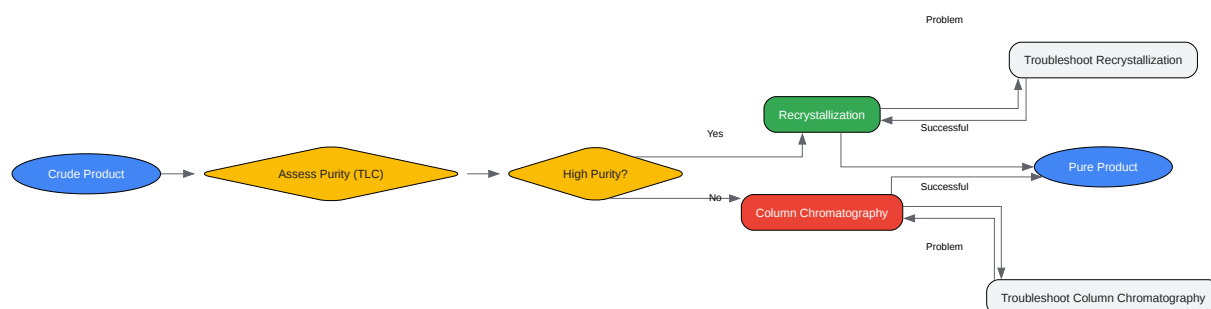 Problem
Troubleshoot Recrystallization
Recrystallization
Successful
Yes
Crude Product
Assess Purity (TLC)
High Purity?
Pure Product
Successful
No
Column Chromatography
Problem
Troubleshoot Column Chromatography